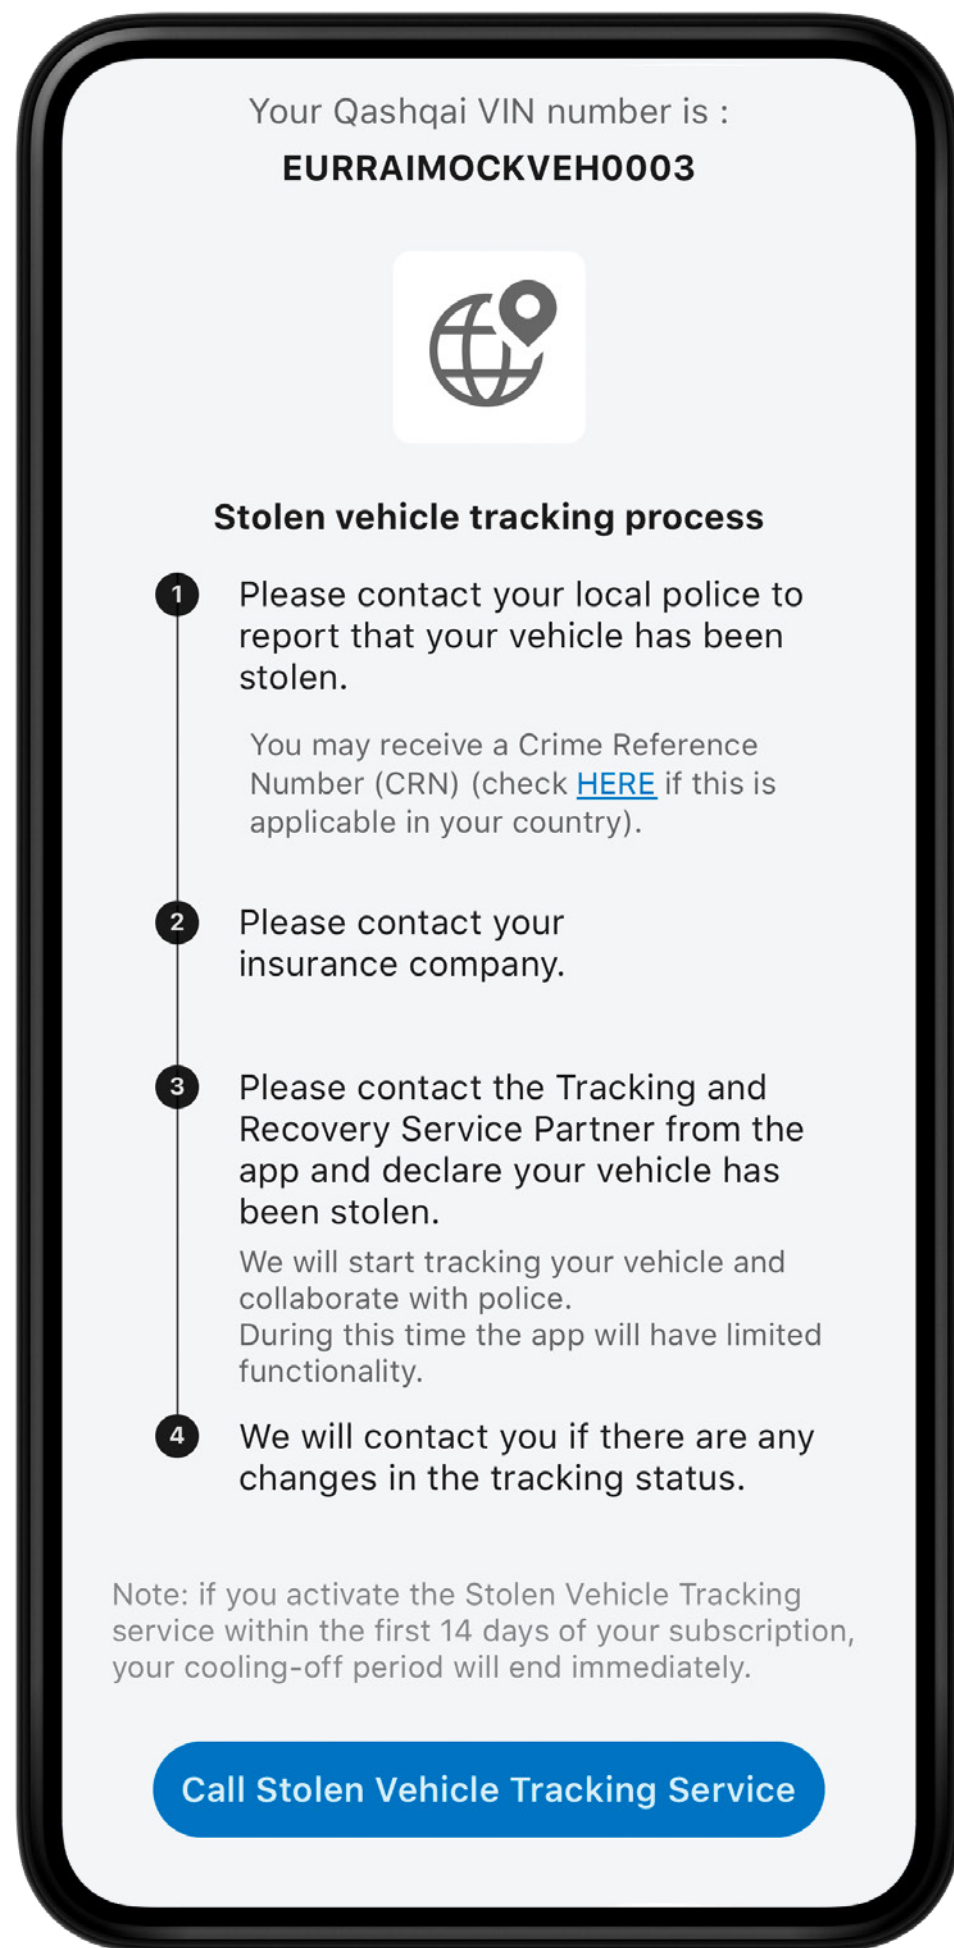 Your Qashqai VIN number is :
EURRAIMOCKVEH0003
Stolen vehicle tracking process
1 Please contact your local police to
report that your vehicle has been
stolen.
You may receive a Crime Reference
Number (CRN) (check HERE if this is
applicable in your country).
2 Please contact your
insurance company.
3 Please contact the Tracking and
Recovery Service Partner from the
app and declare your vehicle has
been stolen.
We will start tracking your vehicle and
collaborate with police.
During this time the app will have limited
functionality.
4 We will contact you if there are any
changes in the tracking status.
Note: if you activate the Stolen Vehicle Tracking
service within the first 14 days of your subscription,
your cooling-off period will end immediately.
Call Stolen Vehicle Tracking Service